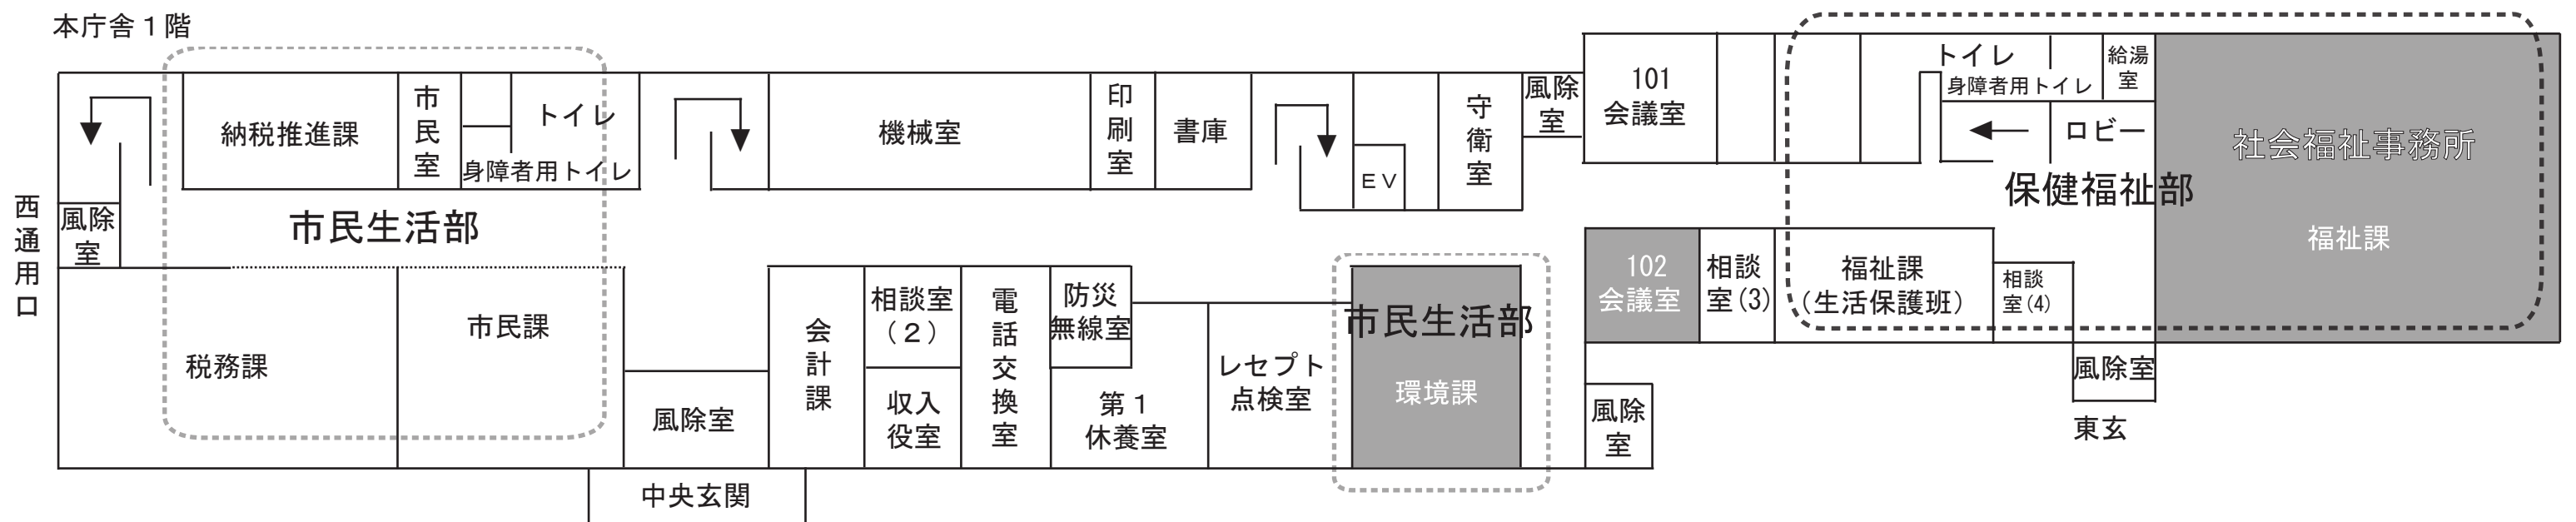 本庁舎１階
納税推進課
市民室
トイレ
身障者用トイレ
機械室
印刷室
書庫
ＥＶ
守衛室
風除室
101
会議室
トイレ
身障者用トイレ
給湯室
ロビー
社会福祉事務所
保健福祉部
福祉課
西通用口
風除室
市民生活部
税務課
市民課
風除室
中央玄関
会計課
相談室
（２）
収入役室
電話交換室
防災無線室
第１
休養室
レセプト
点検室
市民生活部
環境課
102
会議室
相談
室(3)
福祉課
（生活保護班）
相談
室(4)
風除室
風除室
東玄